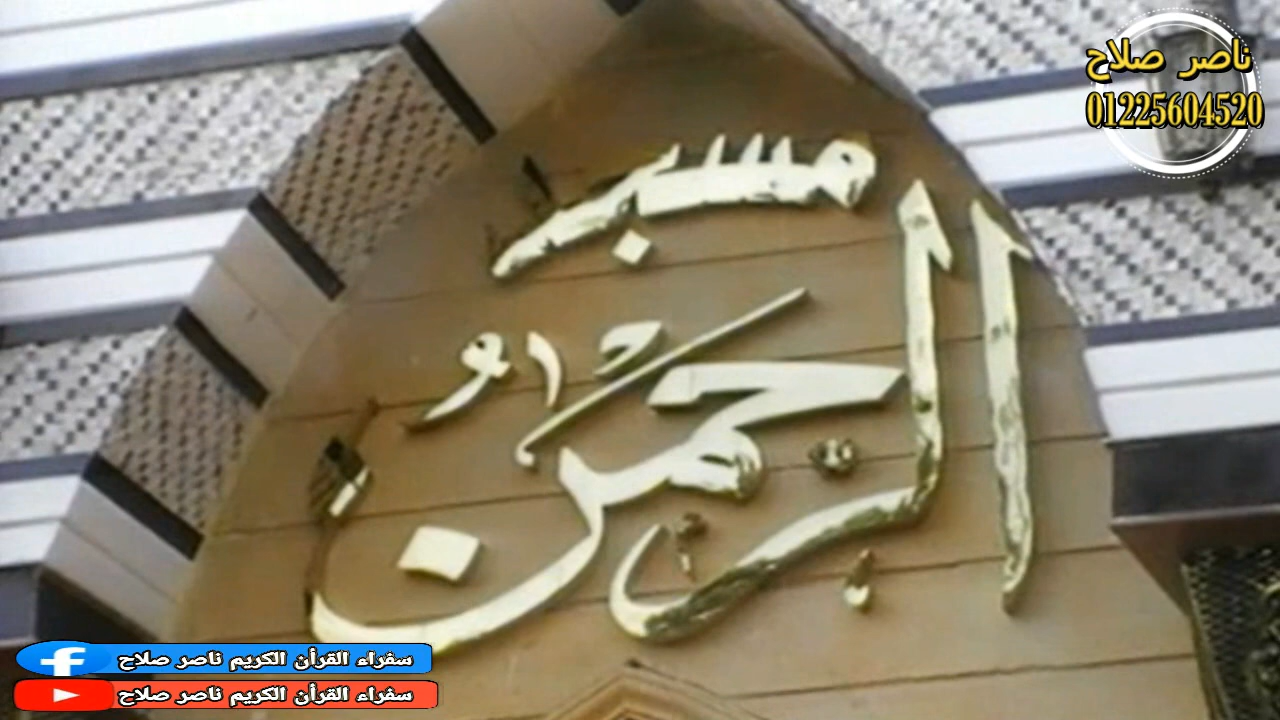 ناصر صلاح
01225604520
مسجد
الرحمن
سفراء القرأن الكريم ناصر صلاح
سفراء القرأن الكريم ناصر صلاح